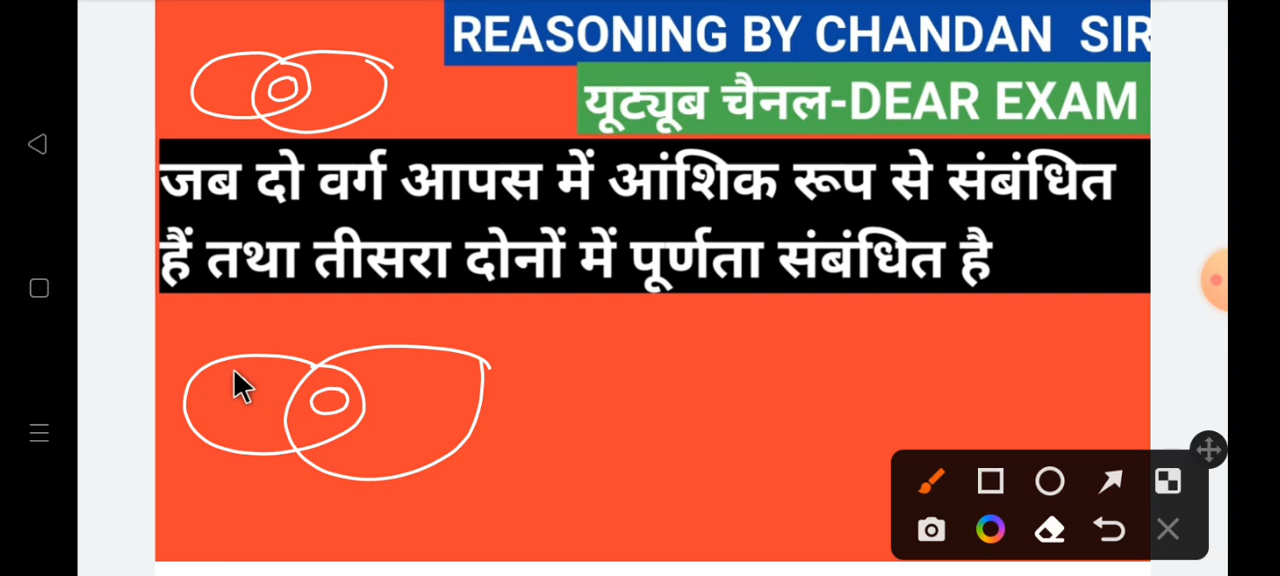 REASONING BY CHANDAN SIR
यूट्यूब चैनल-DEAR EXAM
जब दो वर्ग आपस में आंशिक रूप से संबंधित
हैं तथा तीसरा दोनों में पूर्णता संबंधित है